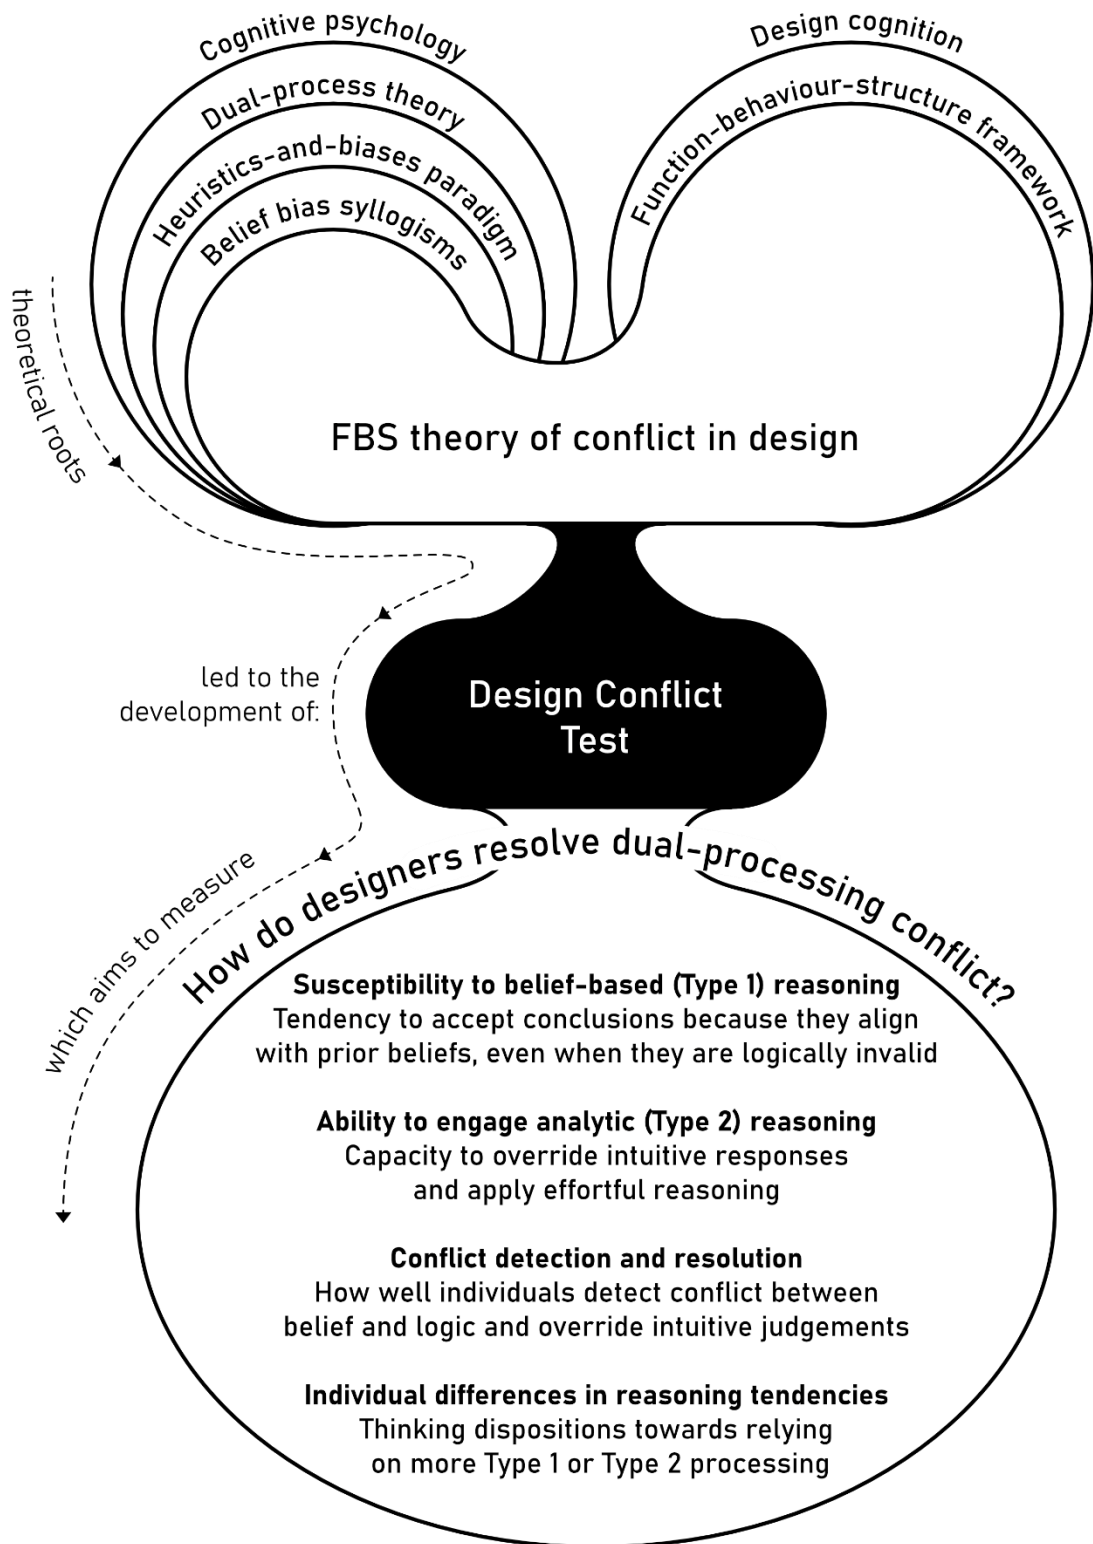 Cognitive psychology
Dual-process theory
Heuristics-and-biases paradigm
Belief bias syllogisms
Design cognition
Function-behaviour-structure framework
theoretical roots
FBS theory of conflict in design
led to the
development of:
Design Conflict
Test
which aims to measure
How do designers resolve dual-processing conflict?
Susceptibility to belief-based (Type 1) reasoning
Tendency to accept conclusions because they align
with prior beliefs, even when they are logically invalid
Ability to engage analytic (Type 2) reasoning
Capacity to override intuitive responses
and apply effortful reasoning
Conflict detection and resolution
How well individuals detect conflict between
belief and logic and override intuitive judgements
Individual differences in reasoning tendencies
Thinking dispositions towards relying
on more Type 1 or Type 2 processing